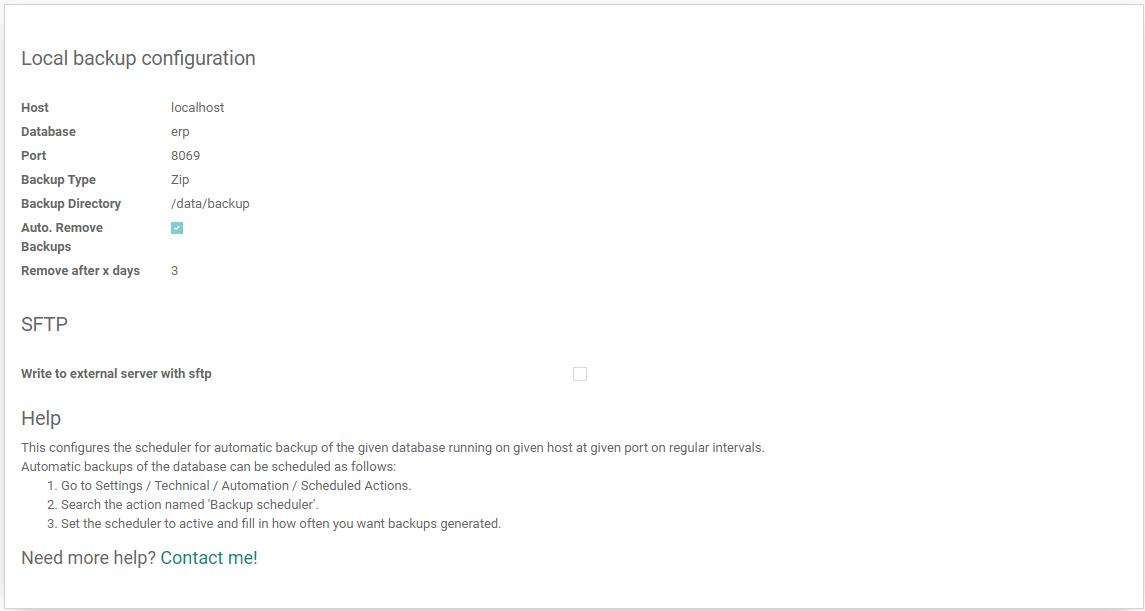 Local backup configuration
Host localhost
Database erp
Port 8069
Backup Type Zip
Backup Directory /data/backup
Auto. Remove
Backups
Remove after x days 3
SFTP
Write to external server with sftp
Help
This configures the scheduler for automatic backup of the given database running on given host at given port on regular intervals.
Automatic backups of the database can be scheduled as follows:
1. Go to Settings / Technical / Automation / Scheduled Actions.
2. Search the action named 'Backup scheduler'.
3. Set the scheduler to active and fill in how often you want backups generated.
Need more help? Contact me!